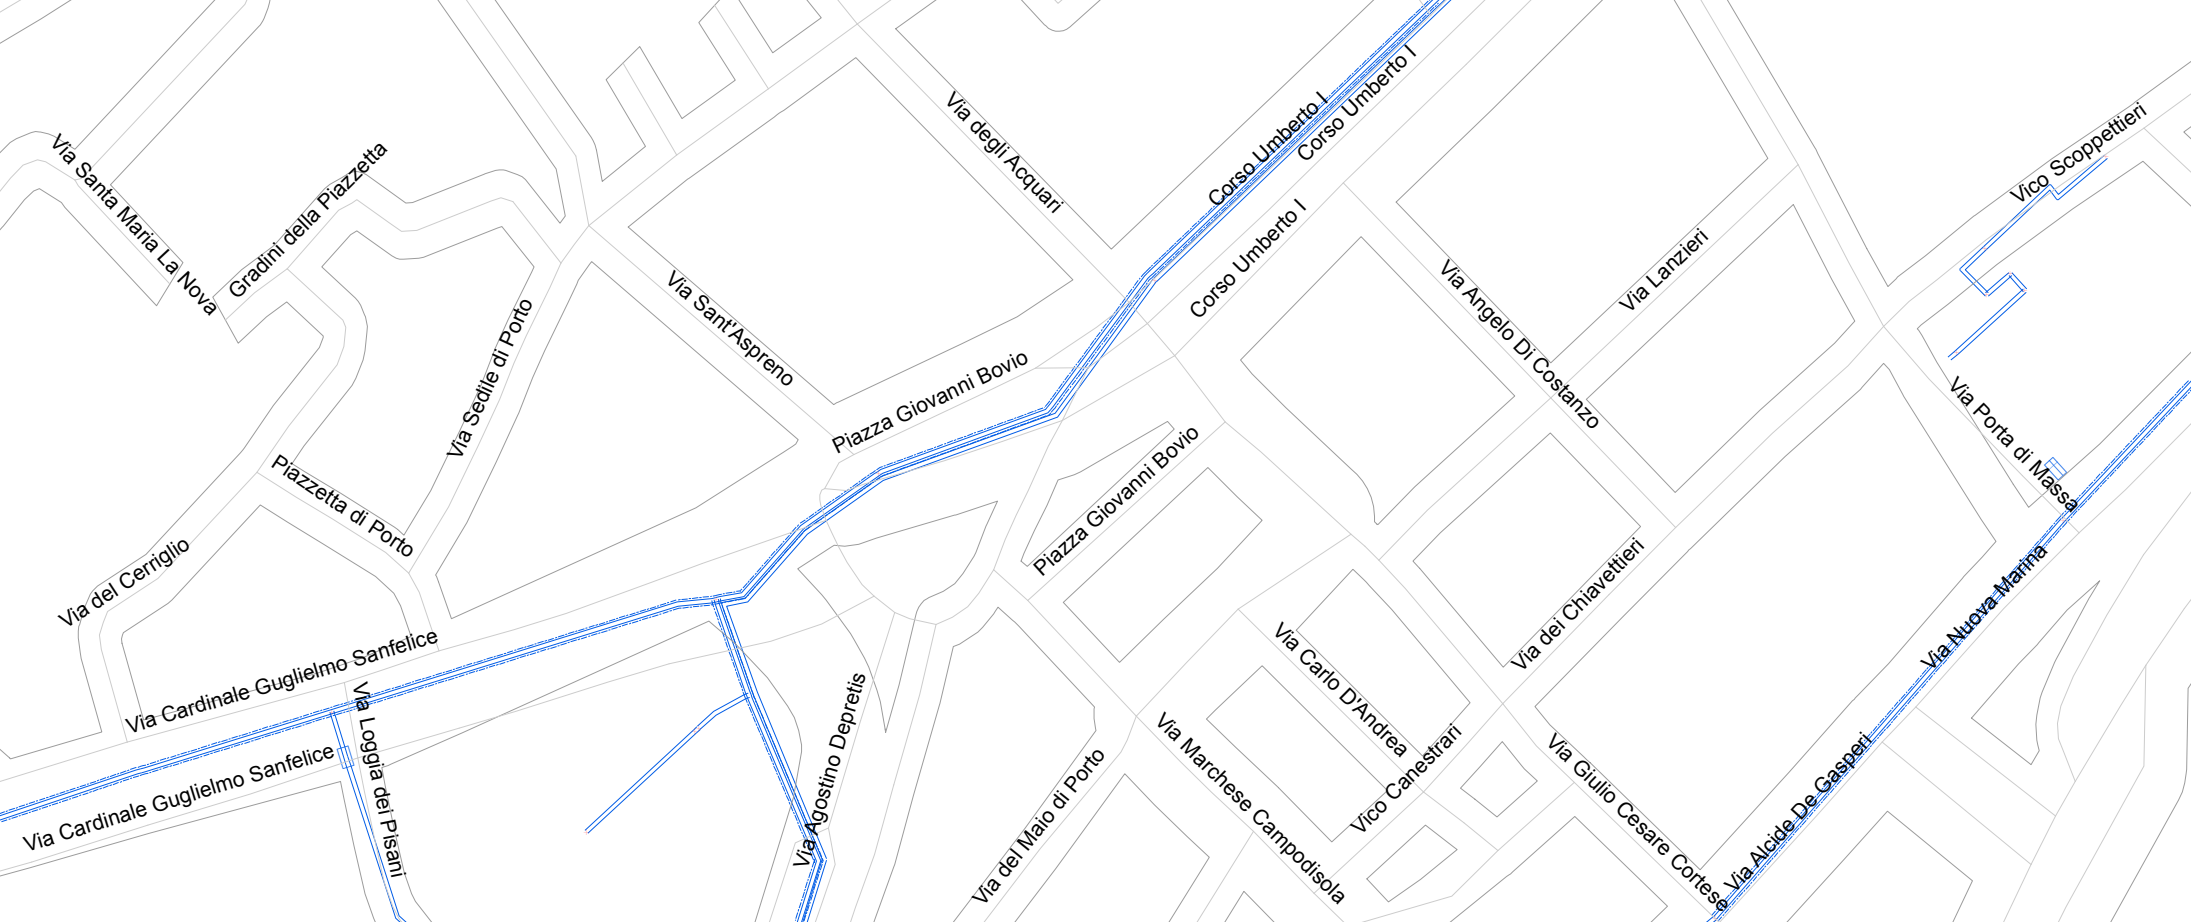 Via Santa Maria La Nova
Gradini della Piazzetta
Via degli Acquari
Corso Umberto I
Corso Umberto I
Corso Umberto I
Vico Scoppettieri
Via Sedile di Porto
Via Sant'Aspreno
Via Angelo Di Costanzo
Via Lanzieri
Piazza Giovanni Bovio
Piazza Giovanni Bovio
Via Porta di Massa
Piazzetta di Porto
Via del Cerriglio
Via dei Chiavettieri
Via Nuova Marina
Via Cardinale Guglielmo Sanfelice
Via Cardinale Guglielmo Sanfelice
Via Loggia dei Pisani
Via Agostino Depretis
Via del Maio di Porto
Via Marchese Campodisola
Via Carlo D'Andrea
Vico Canestrari
Via Giulio Cesare Cortese
Via Alcide De Gasperi